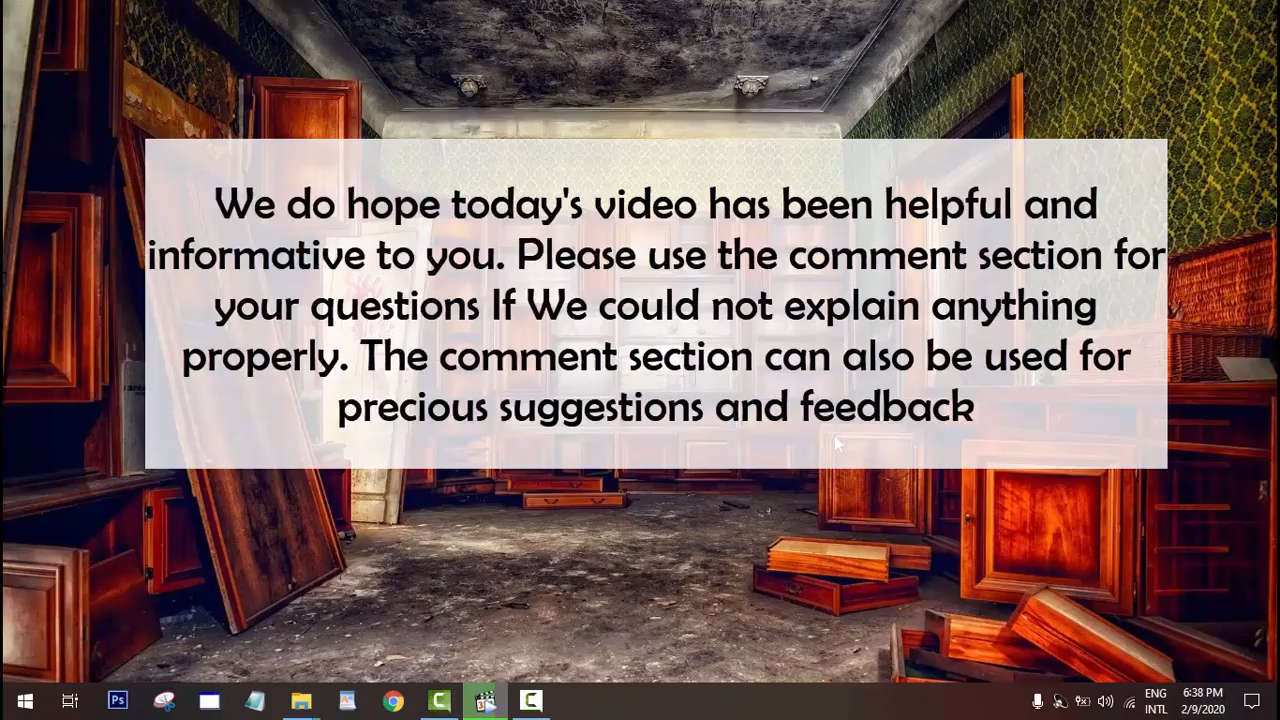 We do hope today's video has been helpful and
informative to you. Please use the comment section for
your questions If We could not explain anything
properly. The comment section can also be used for
precious suggestions and feedback
Ps
ENG
INTL
6:38 PM
2/9/2020